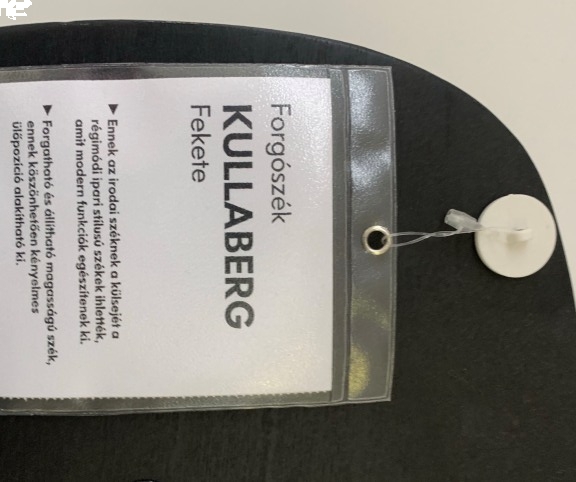 Forgószék
KULLABERG
Fekete
▶ Ennek az irodai széknek a külsejét a
régimódi ipari stílusú székek ihlették,
amit modern funkciók egészítenek ki.
▶ Forgatható és állítható magasságú szék,
ennek köszönhetően kényelmes
ülőpozíció alakítható ki.